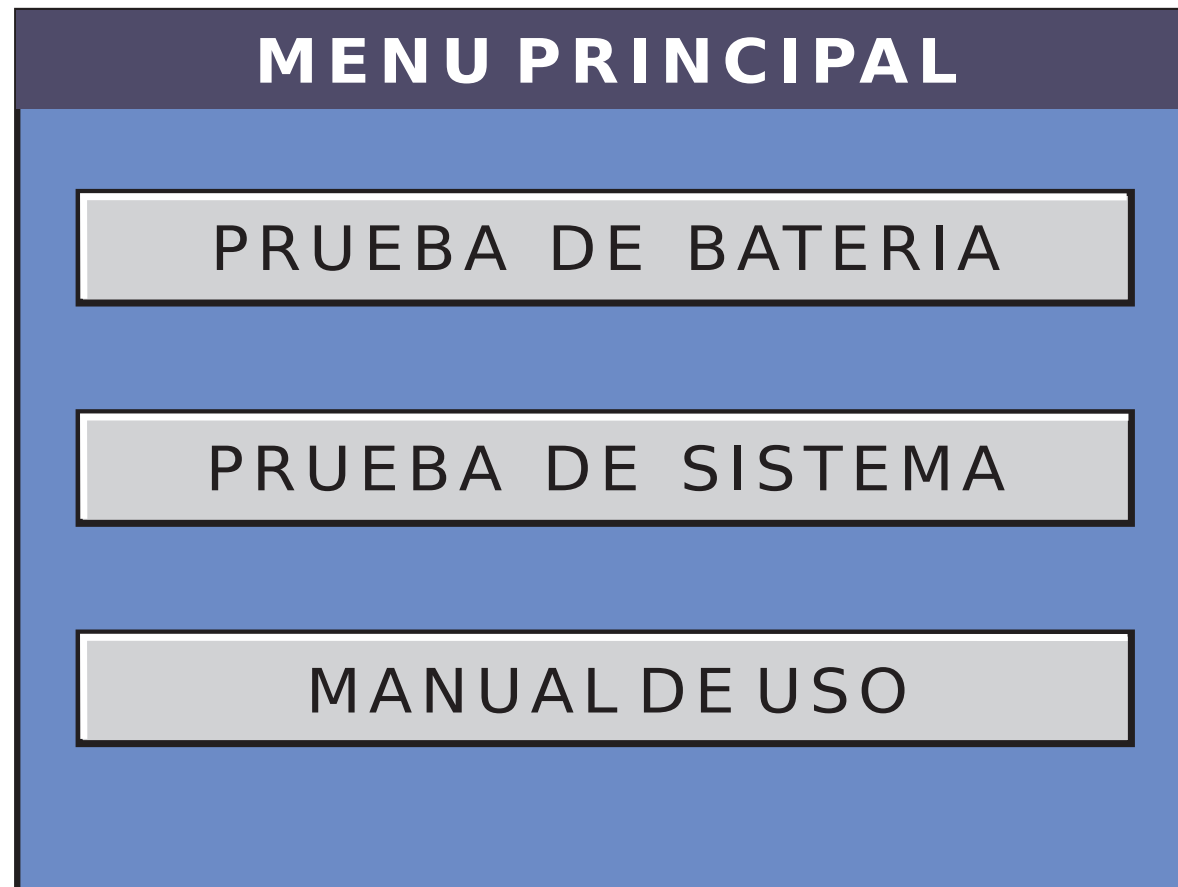 MENU PRINCIPAL
PRUEBA DE BATERIA
PRUEBA DE SISTEMA
MANUAL DE USO